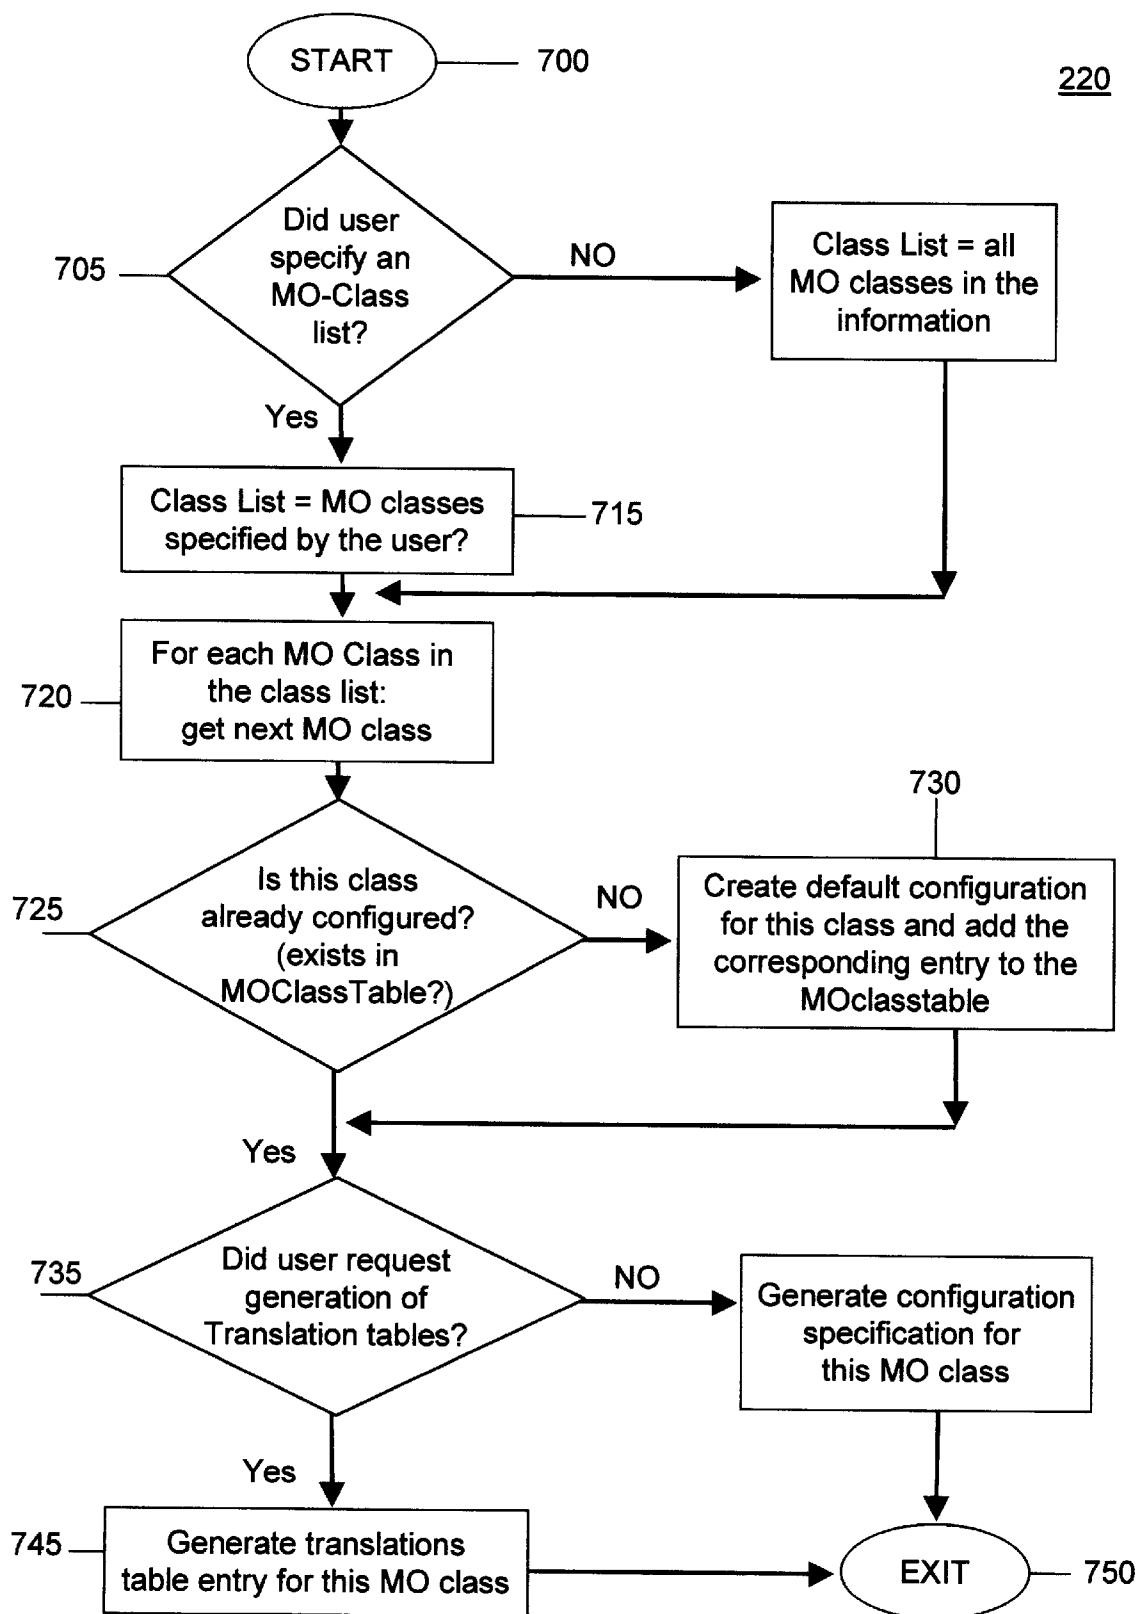 START
700
220
Did user
specify an
MO-Class
list?
705
NO
Class List = all
MO classes in the
information
Yes
Class List = MO classes
specified by the user?
715
For each MO Class in
the class list:
get next MO class
720
730
Is this class
already configured?
(exists in
MOClassTable?)
725
NO
Create default configuration
for this class and add the
corresponding entry to the
MOclasstable
Yes
Did user request
generation of
Translation tables?
735
NO
Generate configuration
specification for
this MO class
Yes
745
Generate translations
table entry for this MO class
EXIT
750